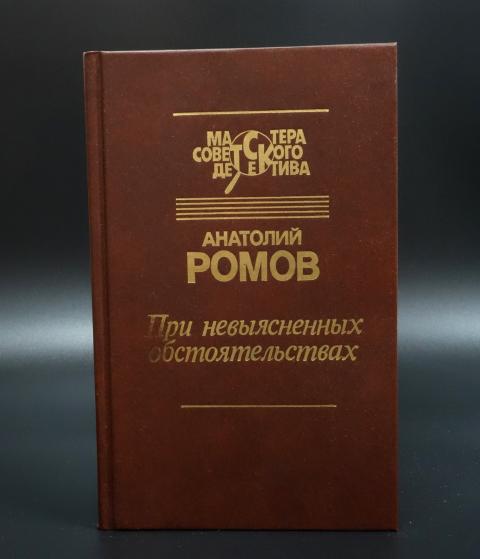 МАСТЕРА
СОВЕТСКОГО
ДЕТЕКТИВА
АНАТОЛИЙ
РОМОВ
При невыясненных
обстоятельствах